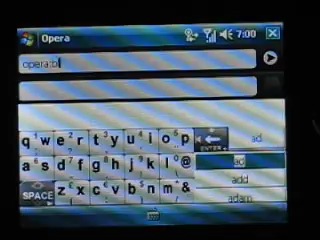 Opera 7:00
opera:b
q w e r t y u i o p
ENTER
ad
a s d f g h j k l @
ad
add
SPACE z x c v b n m &
adam